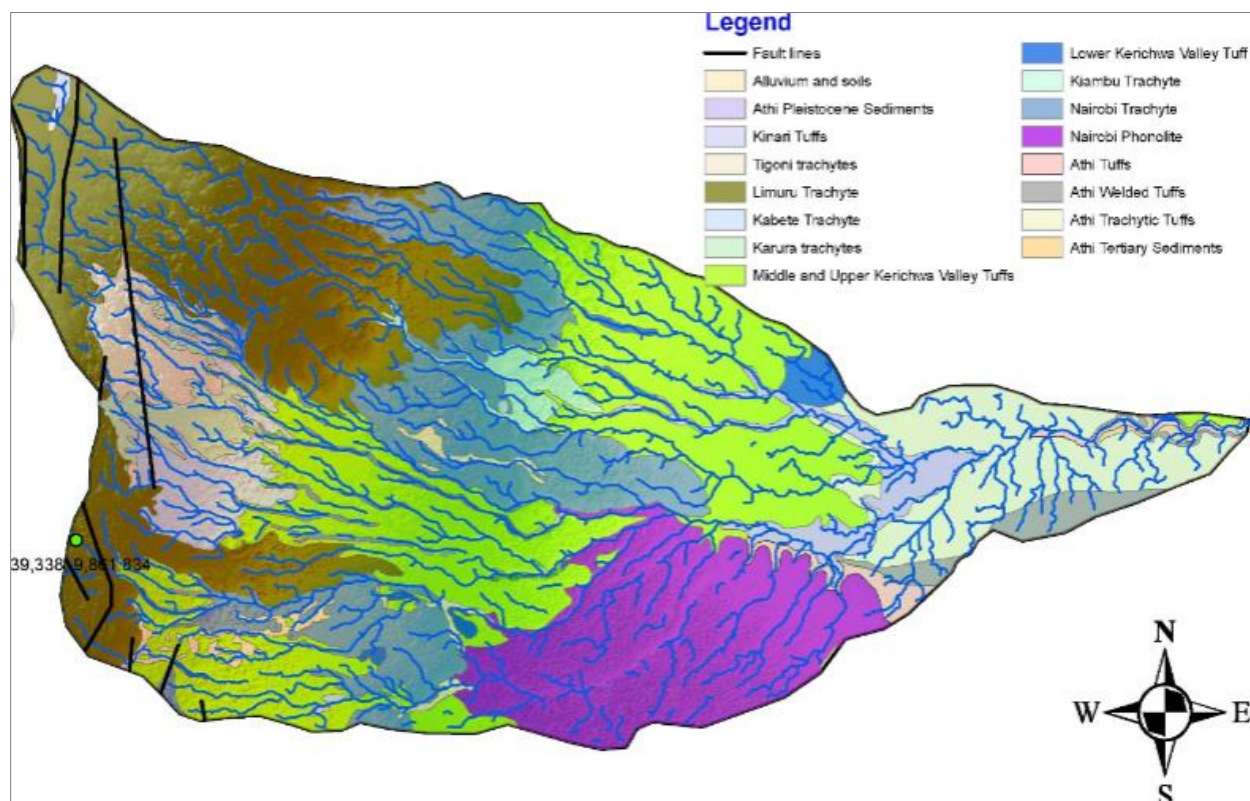 Legend
Fault lines
Alluvium and soils
Athi Pleistocene Sediments
Kinari Tuffs
Tigoni trachytes
Limuru Trachyte
Kabete Trachyte
Karura trachytes
Middle and Upper Kerichwa Valley Tuffs
Lower Kerichwa Valley Tuff
Kiambu Trachyte
Nairobi Trachyte
Nairobi Phonolite
Athi Tuffs
Athi Welded Tuffs
Athi Trachytic Tuffs
Athi Tertiary Sediments
N
W
E
S